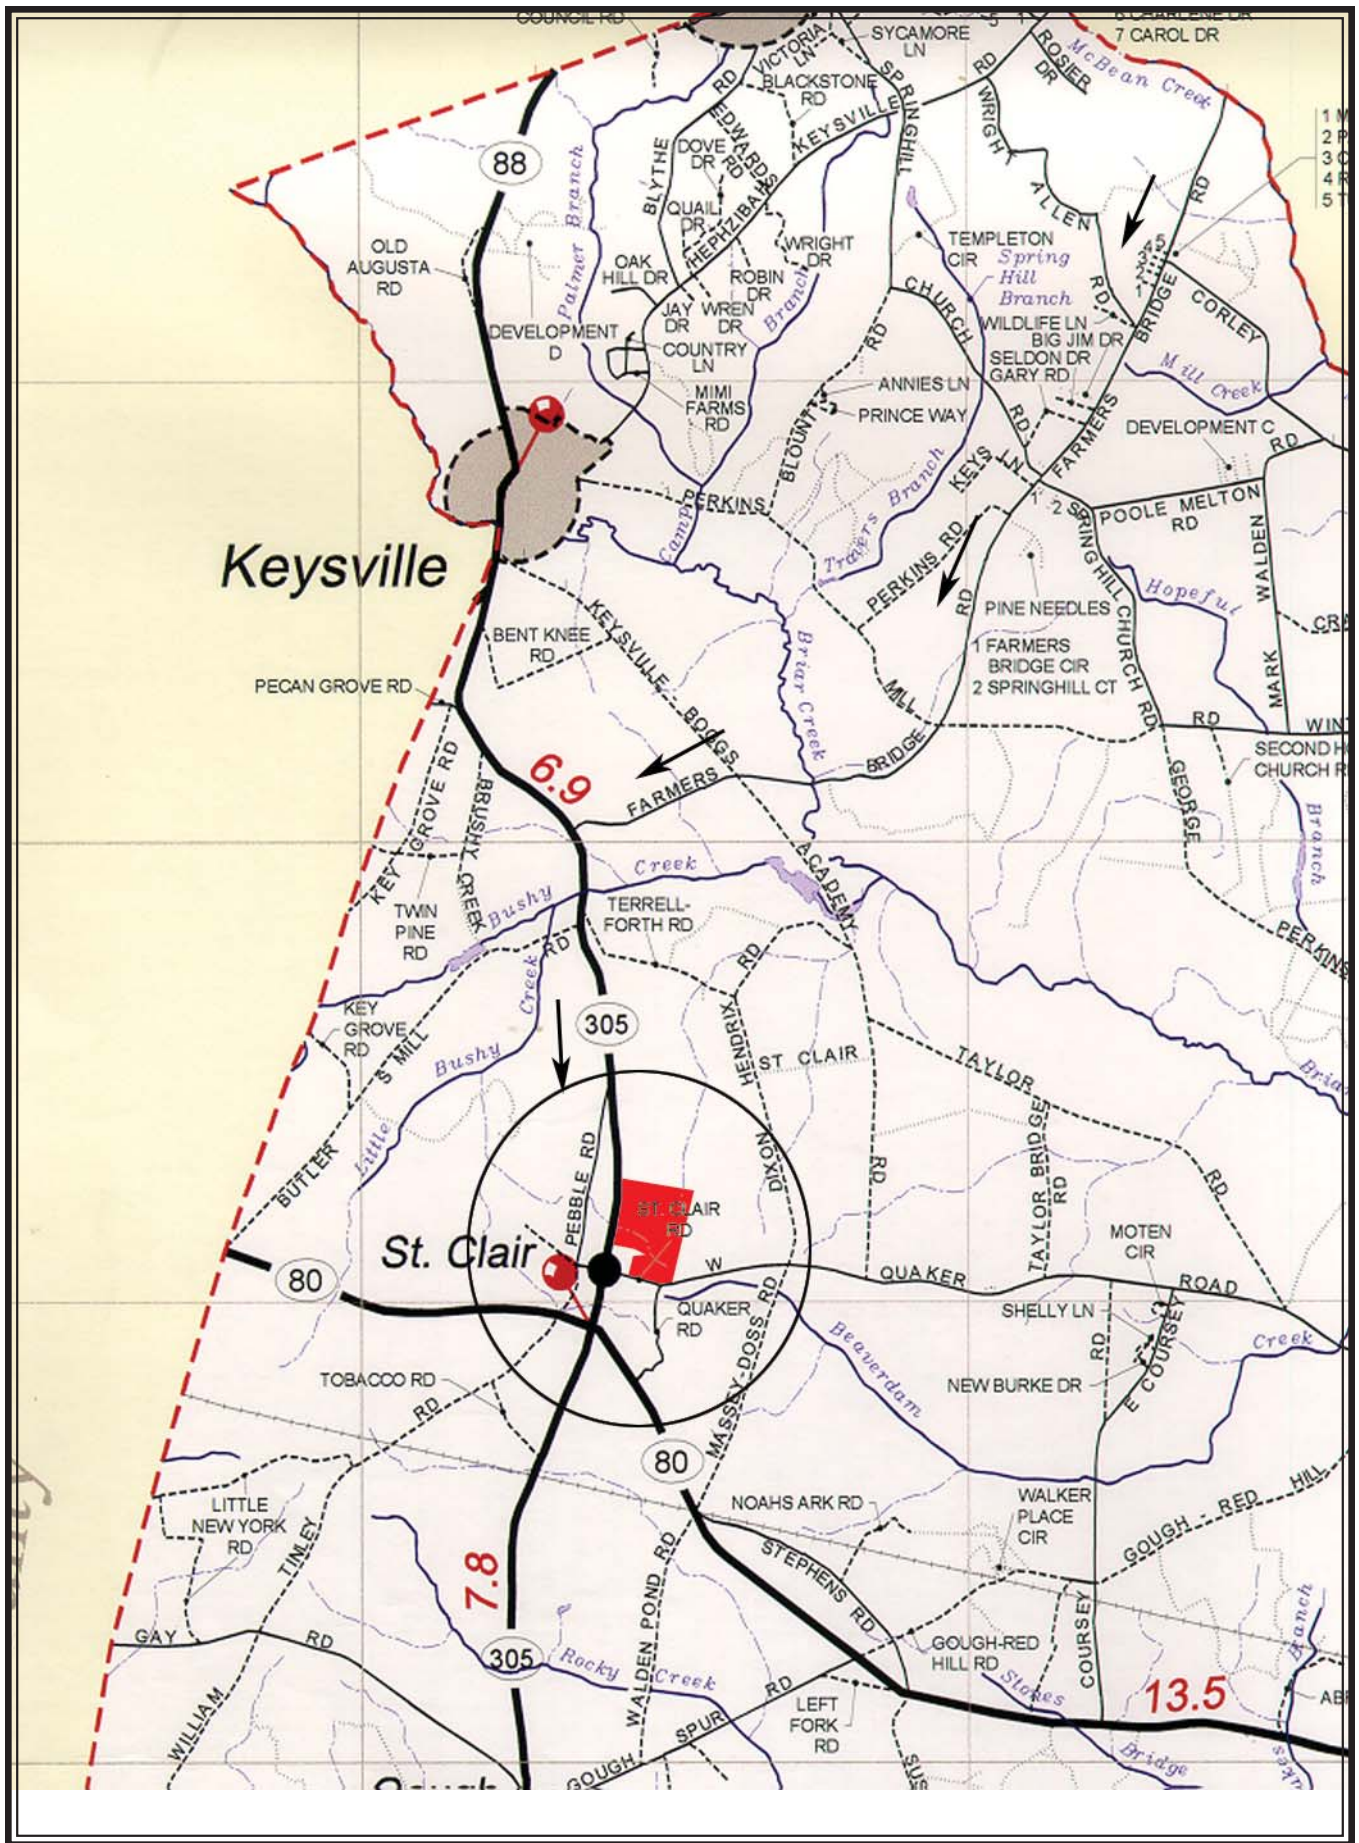 COUNCIL RD
7 CAROL DR
SYCAMORE
LN
VICTORIA
LN
BLACKSTONE
RD
ROSIER
DR
McBean Creek
SPRINGHILL
RD
WRIGHT
KEYSVILLE
RD
EDWARDS
RD
DOVE
DR
BLYTHE
88
Palmer Branch
QUAIL
DR
HEPHZIBAH
ALLEN
RD
OLD
AUGUSTA
RD
OAK
HILL DR
WRIGHT
DR
TEMPLETON
CIR
Spring
Hill
Branch
ROBIN
DR
Branch
CHURCH
RD
JAY
DR
WREN
DR
CORLEY
BRIDGE
RD
WILDLIFE LN
BIG JIM DR
SELDON DR
GARY RD
DEVELOPMENT
D
COUNTRY
LN
Mill Creek
MIMI
FARMS
RD
RD
ANNIES LN
PRINCE WAY
BLOUNT
FARMERS
DEVELOPMENT C
RD
KEYS LN
Travers Branch
PERKINS
Camp
1
2
POOLE MELTON
RD
WALDEN
Keysville
PERKINS RD
RD
SPRINGHILL CHURCH RD
Hopeful
PINE NEEDLES
BENT KNEE
RD
KEYSVILLE - BOGGS
Briar Creek
1 FARMERS
BRIDGE CIR
2 SPRINGHILL CT
MARK
PECAN GROVE RD
MILL
RD
BRIDGE
FARMERS
6.9
KEY GROVE RD
BRUSHY CREEK
GEORGE
Branch
ACADEMY
Bushy
Creek
TWIN
PINE
RD
TERRELL-
FORTH RD
RD
RD
PERKINS
KEY
GROVE
RD
Creek
305
S MILL
Bushy
Little
HENDRIX
ST CLAIR
TAYLOR
BUTLER
DIXON
PEBBLE RD
RD
TAYLOR BRIDGE
RD
RD
ST. CLAIR
RD
MOTEN
CIR
St. Clair
80
W
QUAKER
ROAD
QUAKER
RD
SHELLY LN
Creek
MASSEY-DOSS RD
Beaverdam
RD
E COURSEY
TOBACCO RD
RD
NEW BURKE DR
80
LITTLE
NEW YORK
RD
TINLEY
NOAHS ARK RD
WALKER
PLACE
CIR
GOUGH - RED HILL
7.8
STEPHENS RD
WALDEN POND RD
COURSEY
GAY
RD
305
Rocky
Creek
GOUGH-RED
HILL RD
Branch
Stones
WILLIAM
GOUGH
SPUR
RD
LEFT
FORK
RD
13.5
Bridge